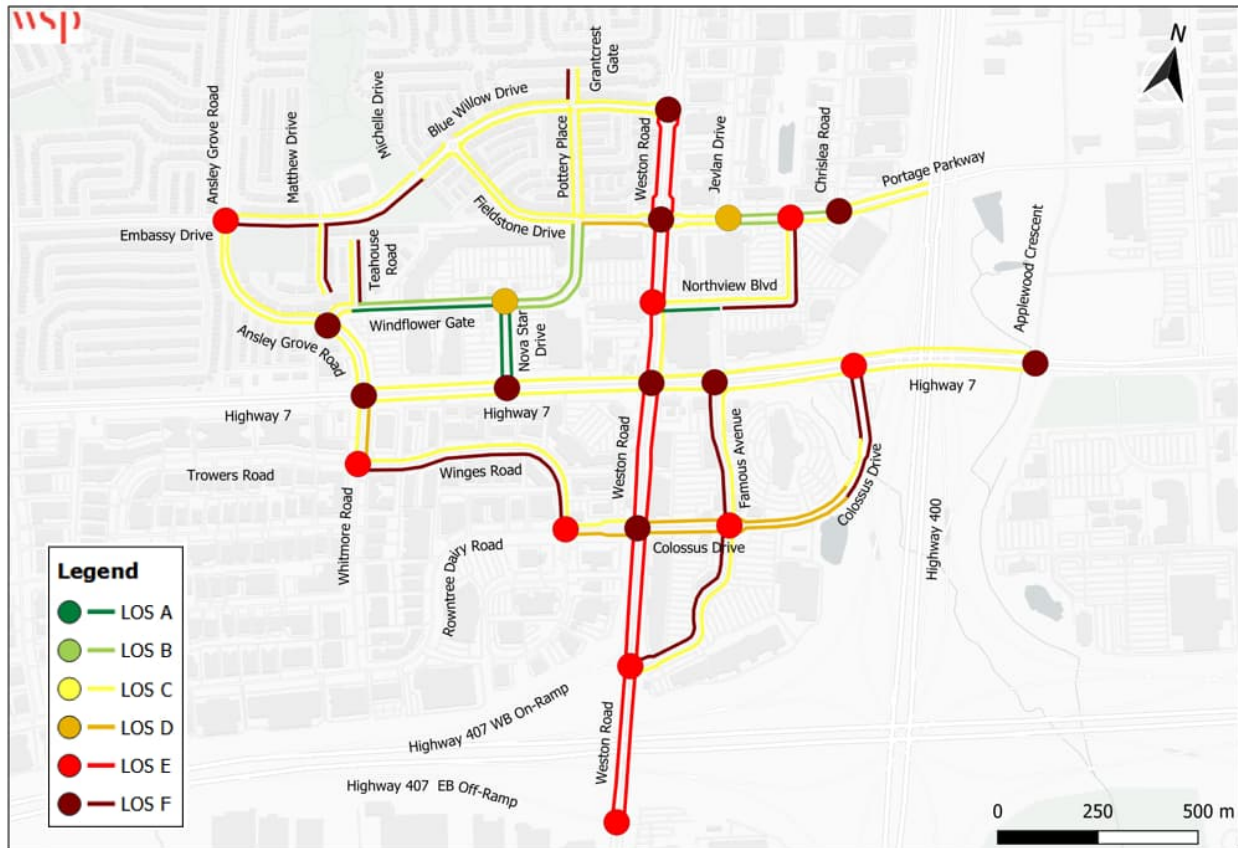 wsp
N
Grantcrest
Gate
Blue Willow Drive
Michelle Drive
Ansley Grove Road
Matthew Drive
Pottery Place
Weston Road
Jevlan Drive
Chrislea Road
Portage Parkway
Embassy Drive
Fieldstone Drive
Applewood Crescent
Teahouse
Road
Northview Blvd
Windflower Gate
Nova Star
Drive
Ansley Grove Road
Highway 7
Highway 7
Highway 7
Trowers Road
Winges Road
Weston Road
Famous Avenue
Colossus Drive
Whitmore Road
Colossus Drive
Highway 400
Rowntree Dairy Road
Legend
LOS A
LOS B
LOS C
LOS D
LOS E
LOS F
Highway 407 WB On-Ramp
Weston Road
Highway 407 EB Off-Ramp
0 250 500 m